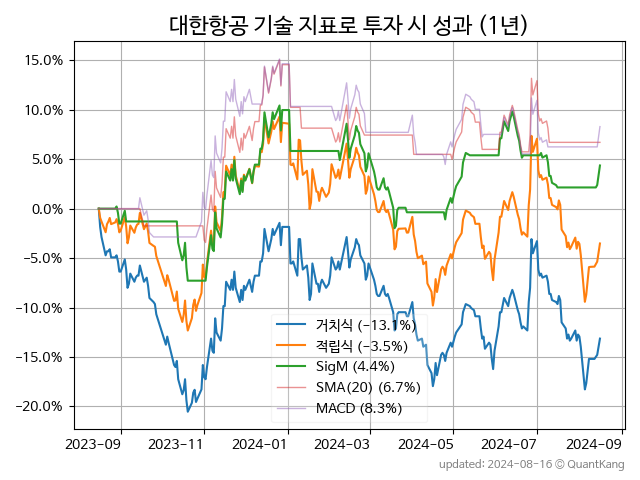 대한항공 기술 지표로 투자 시 성과 (1년)
15.0%
10.0%
5.0%
0.0%
−5.0%
−10.0%
−15.0%
−20.0%
거치식 (−13.1%)
적립식 (−3.5%)
SigM (4.4%)
SMA(20) (6.7%)
MACD (8.3%)
2023-09 2023-11 2024-01 2024-03 2024-05 2024-07 2024-09
updated: 2024-08-16 © QuantKang